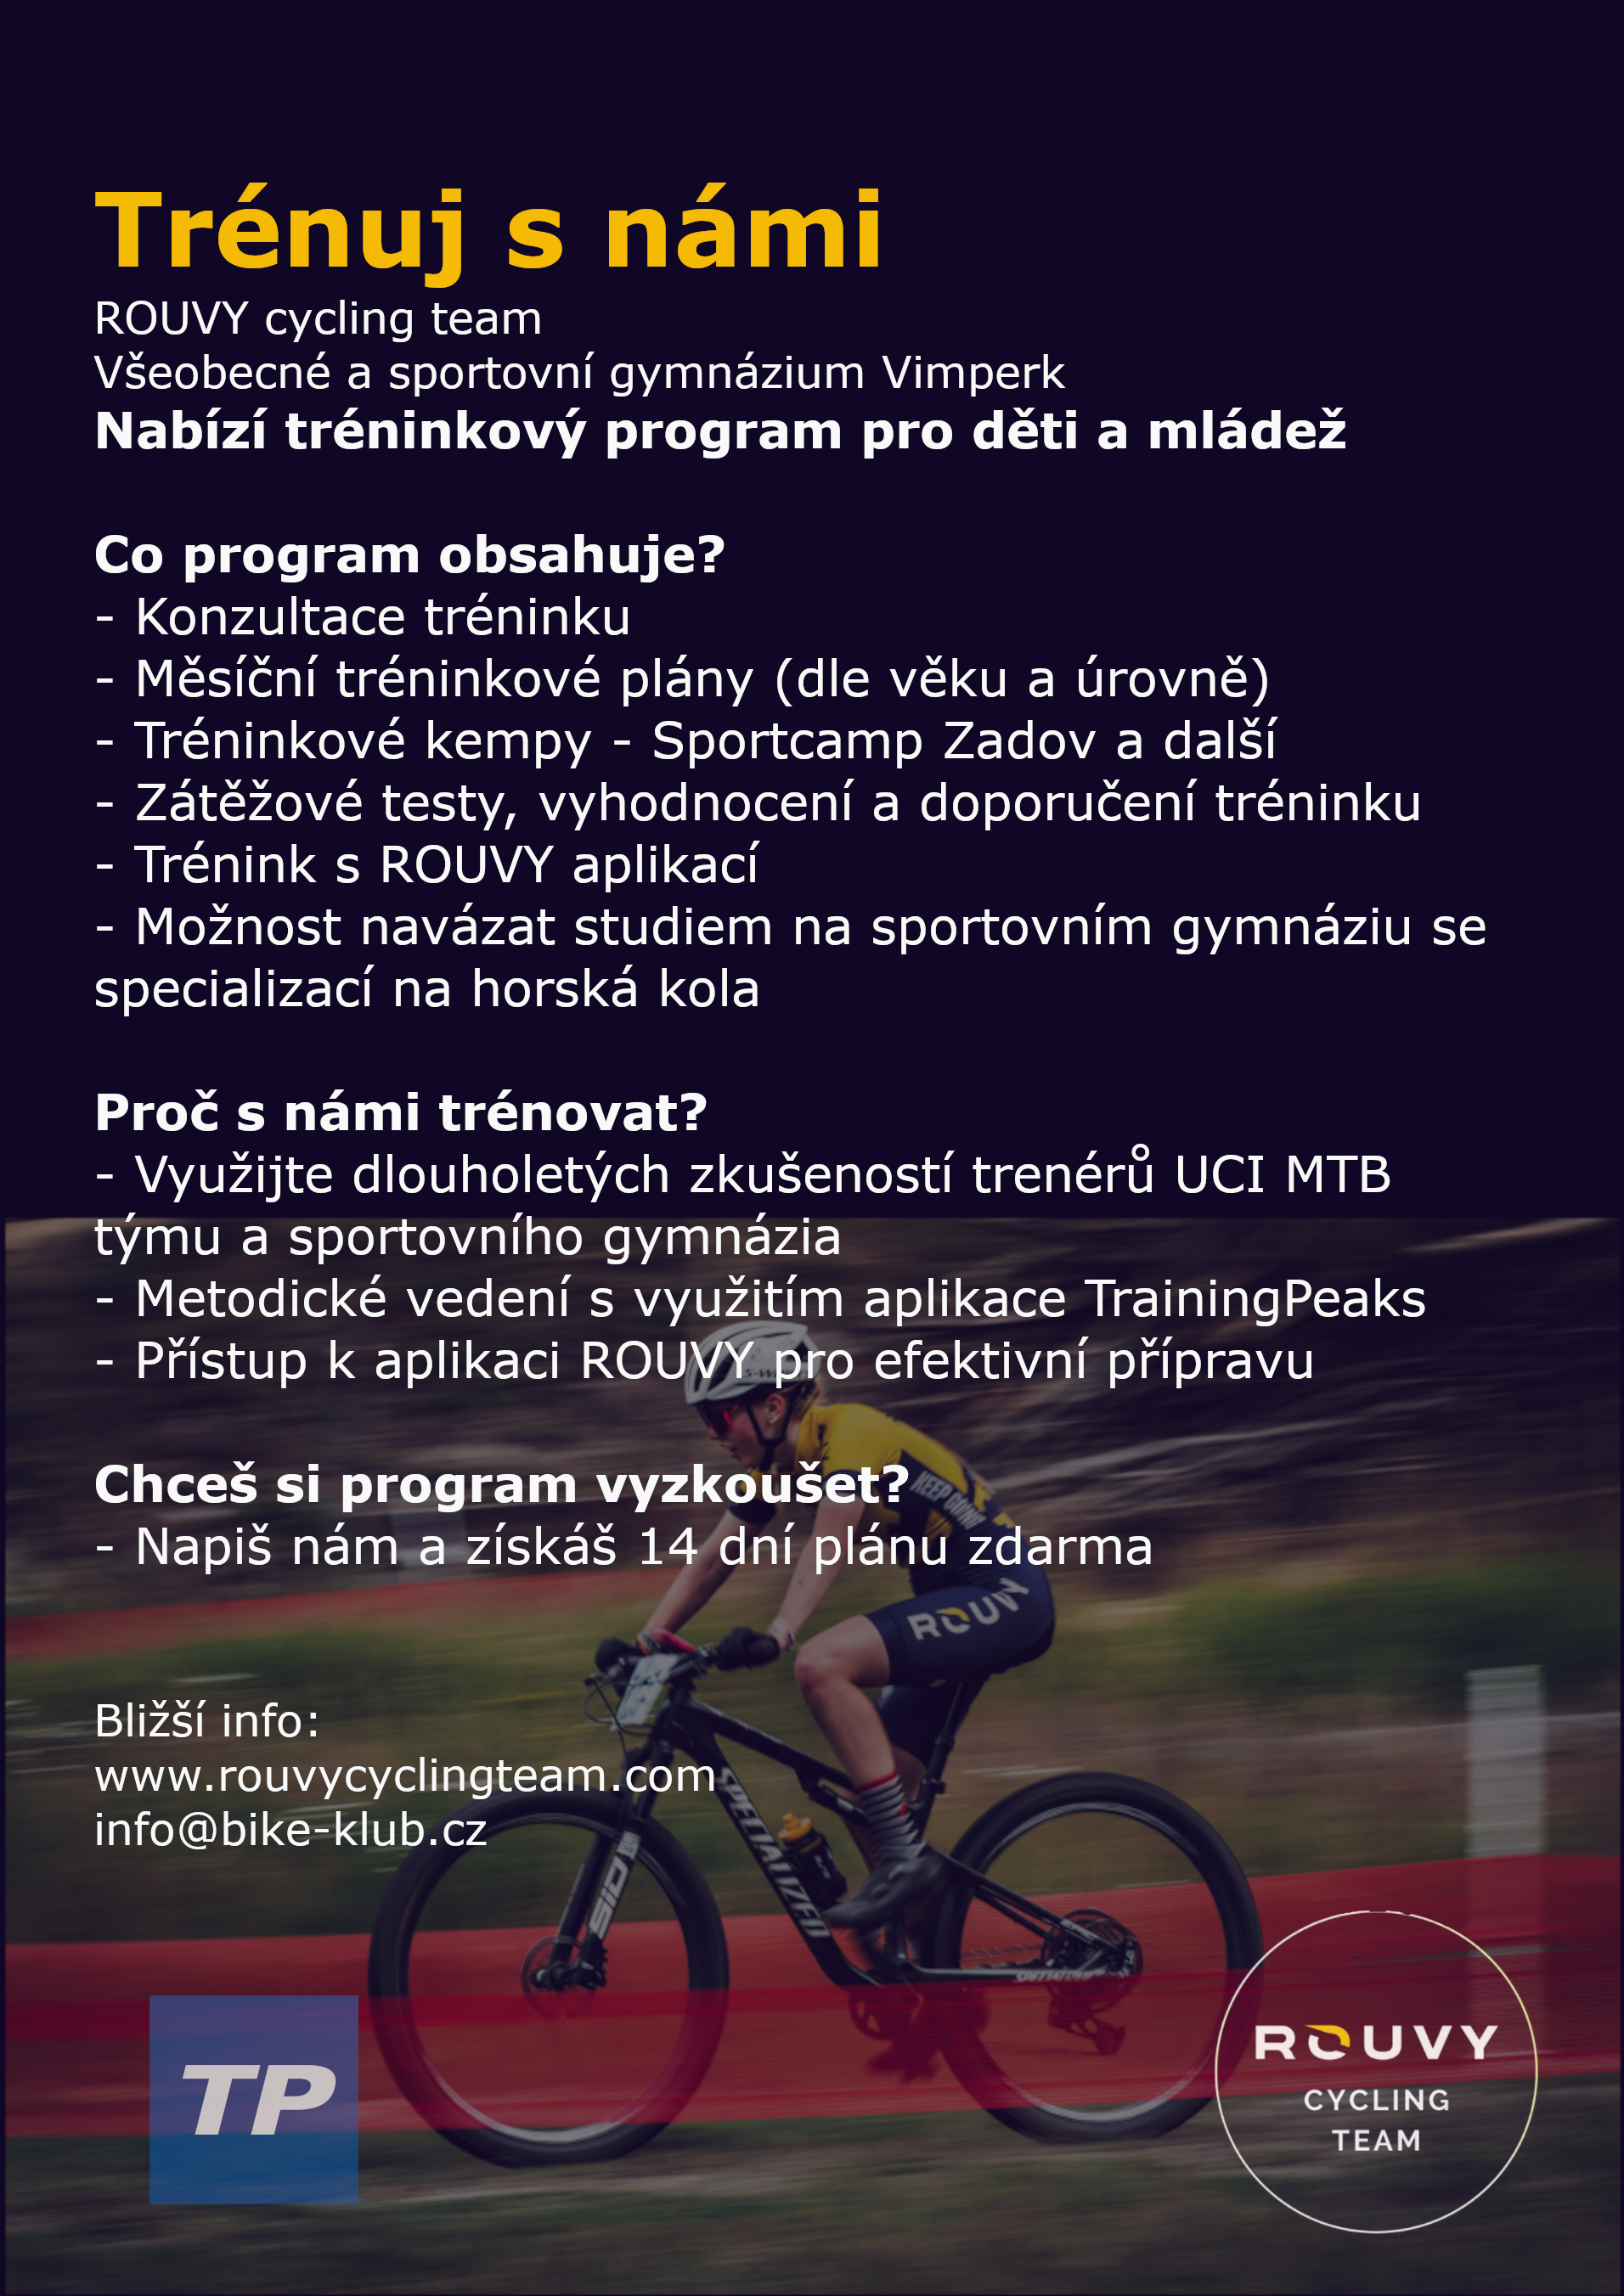 Trénuj s námi
ROUVY cycling team
Všeobecné a sportovní gymnázium Vimperk
Nabízí tréninkový program pro děti a mládež
Co program obsahuje?
- Konzultace tréninku
- Měsíční tréninkové plány (dle věku a úrovně)
- Tréninkové kempy - Sportcamp Zadov a další
- Zátěžové testy, vyhodnocení a doporučení tréninku
- Trénink s ROUVY aplikací
- Možnost navázat studiem na sportovním gymnáziu se
specializací na horská kola
Proč s námi trénovat?
- Využijte dlouholetých zkušeností trenérů UCI MTB
týmu a sportovního gymnázia
- Metodické vedení s využitím aplikace TrainingPeaks
- Přístup k aplikaci ROUVY pro efektivní přípravu
Chceš si program vyzkoušet?
- Napiš nám a získáš 14 dní plánu zdarma
KEEP GOING
ROUVY
Bližší info:
www.rouvycyclingteam.com
info@bike-klub.cz
SPECIALIZED
SID
TP
ROUVY
CYCLING
TEAM